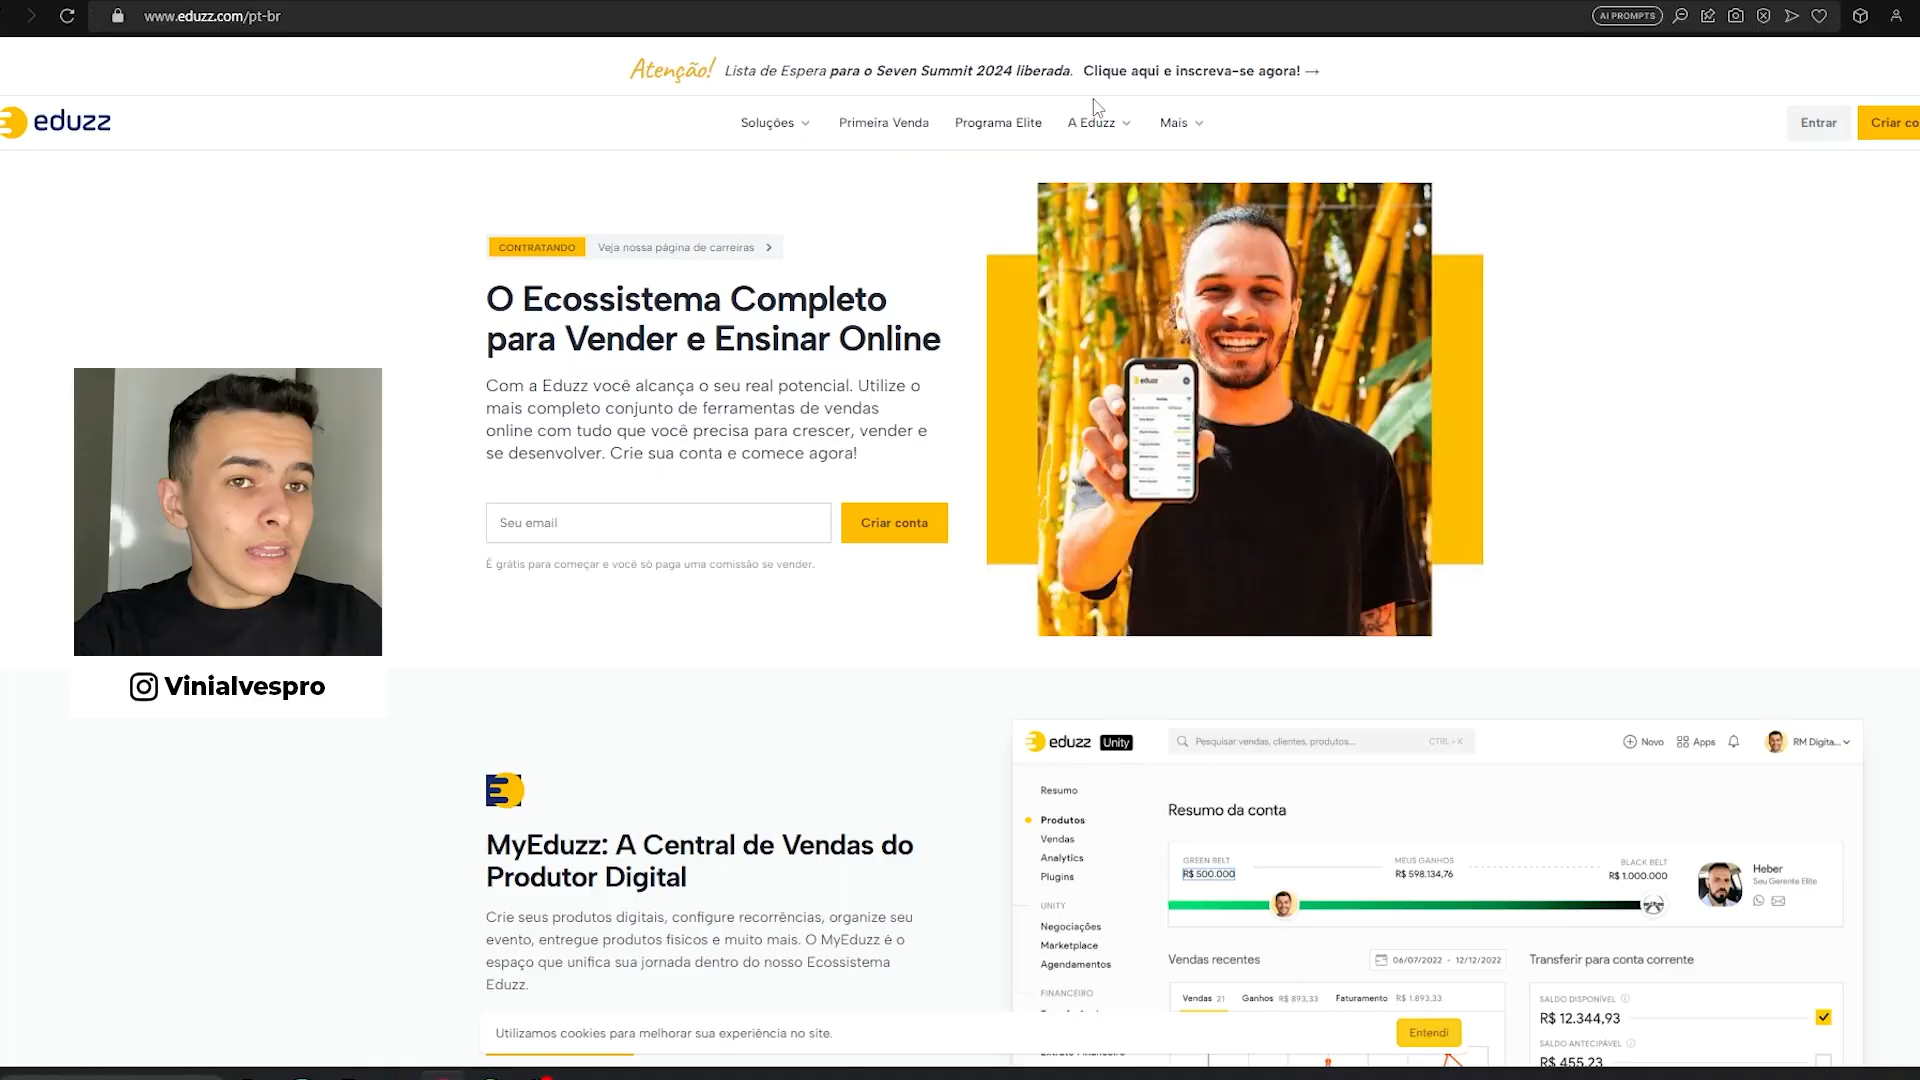 www.eduzz.com/pt-br
AI PROMPTS
Atenção! Lista de Espera para o Seven Summit 2024 liberada. Clique aqui e inscreva-se agora! →
eduzz
Soluções
Primeira Venda
Programa Elite
A Eduzz
Mais
Entrar
Criar co
CONTRATANDO Veja nossa página de carreiras
O Ecossistema Completo
para Vender e Ensinar Online
Com a Eduzz você alcança o seu real potencial. Utilize o
mais completo conjunto de ferramentas de vendas
online com tudo que você precisa para crescer, vender e
se desenvolver. Crie sua conta e comece agora!
Seu email
Criar conta
É grátis para começar e você só paga uma comissão se vender.
eduzz
Vinialvespro
MyEduzz: A Central de Vendas do
Produtor Digital
Crie seus produtos digitais, configure recorrências, organize seu
evento, entregue produtos físicos e muito mais. O MyEduzz é o
espaço que unifica sua jornada dentro do nosso Ecossistema
Eduzz.
eduzz Unity
Pesquisar vendas, clientes, produtos...
CTRL + K
Novo
Apps
RM Digita...
Resumo
Produtos
Vendas
Analytics
Plugins
UNITY
Negociações
Marketplace
Agendamentos
FINANCEIRO
Resumo da conta
GREEN BELT
R$ 500.000
MEUS GANHOS
R$ 598.134,76
BLACK BELT
R$ 1.000.000
Heber
Seu Gerente Elite
Vendas recentes
06/07/2022 - 12/12/2022
Vendas 21
Ganhos R$ 893,33
Faturamento R$ 1.893,33
Transferir para conta corrente
SALDO DISPONÍVEL
R$ 12.344,93
SALDO ANTECIPÁVEL
R$ 455,23
Utilizamos cookies para melhorar sua experiência no site.
Entendi